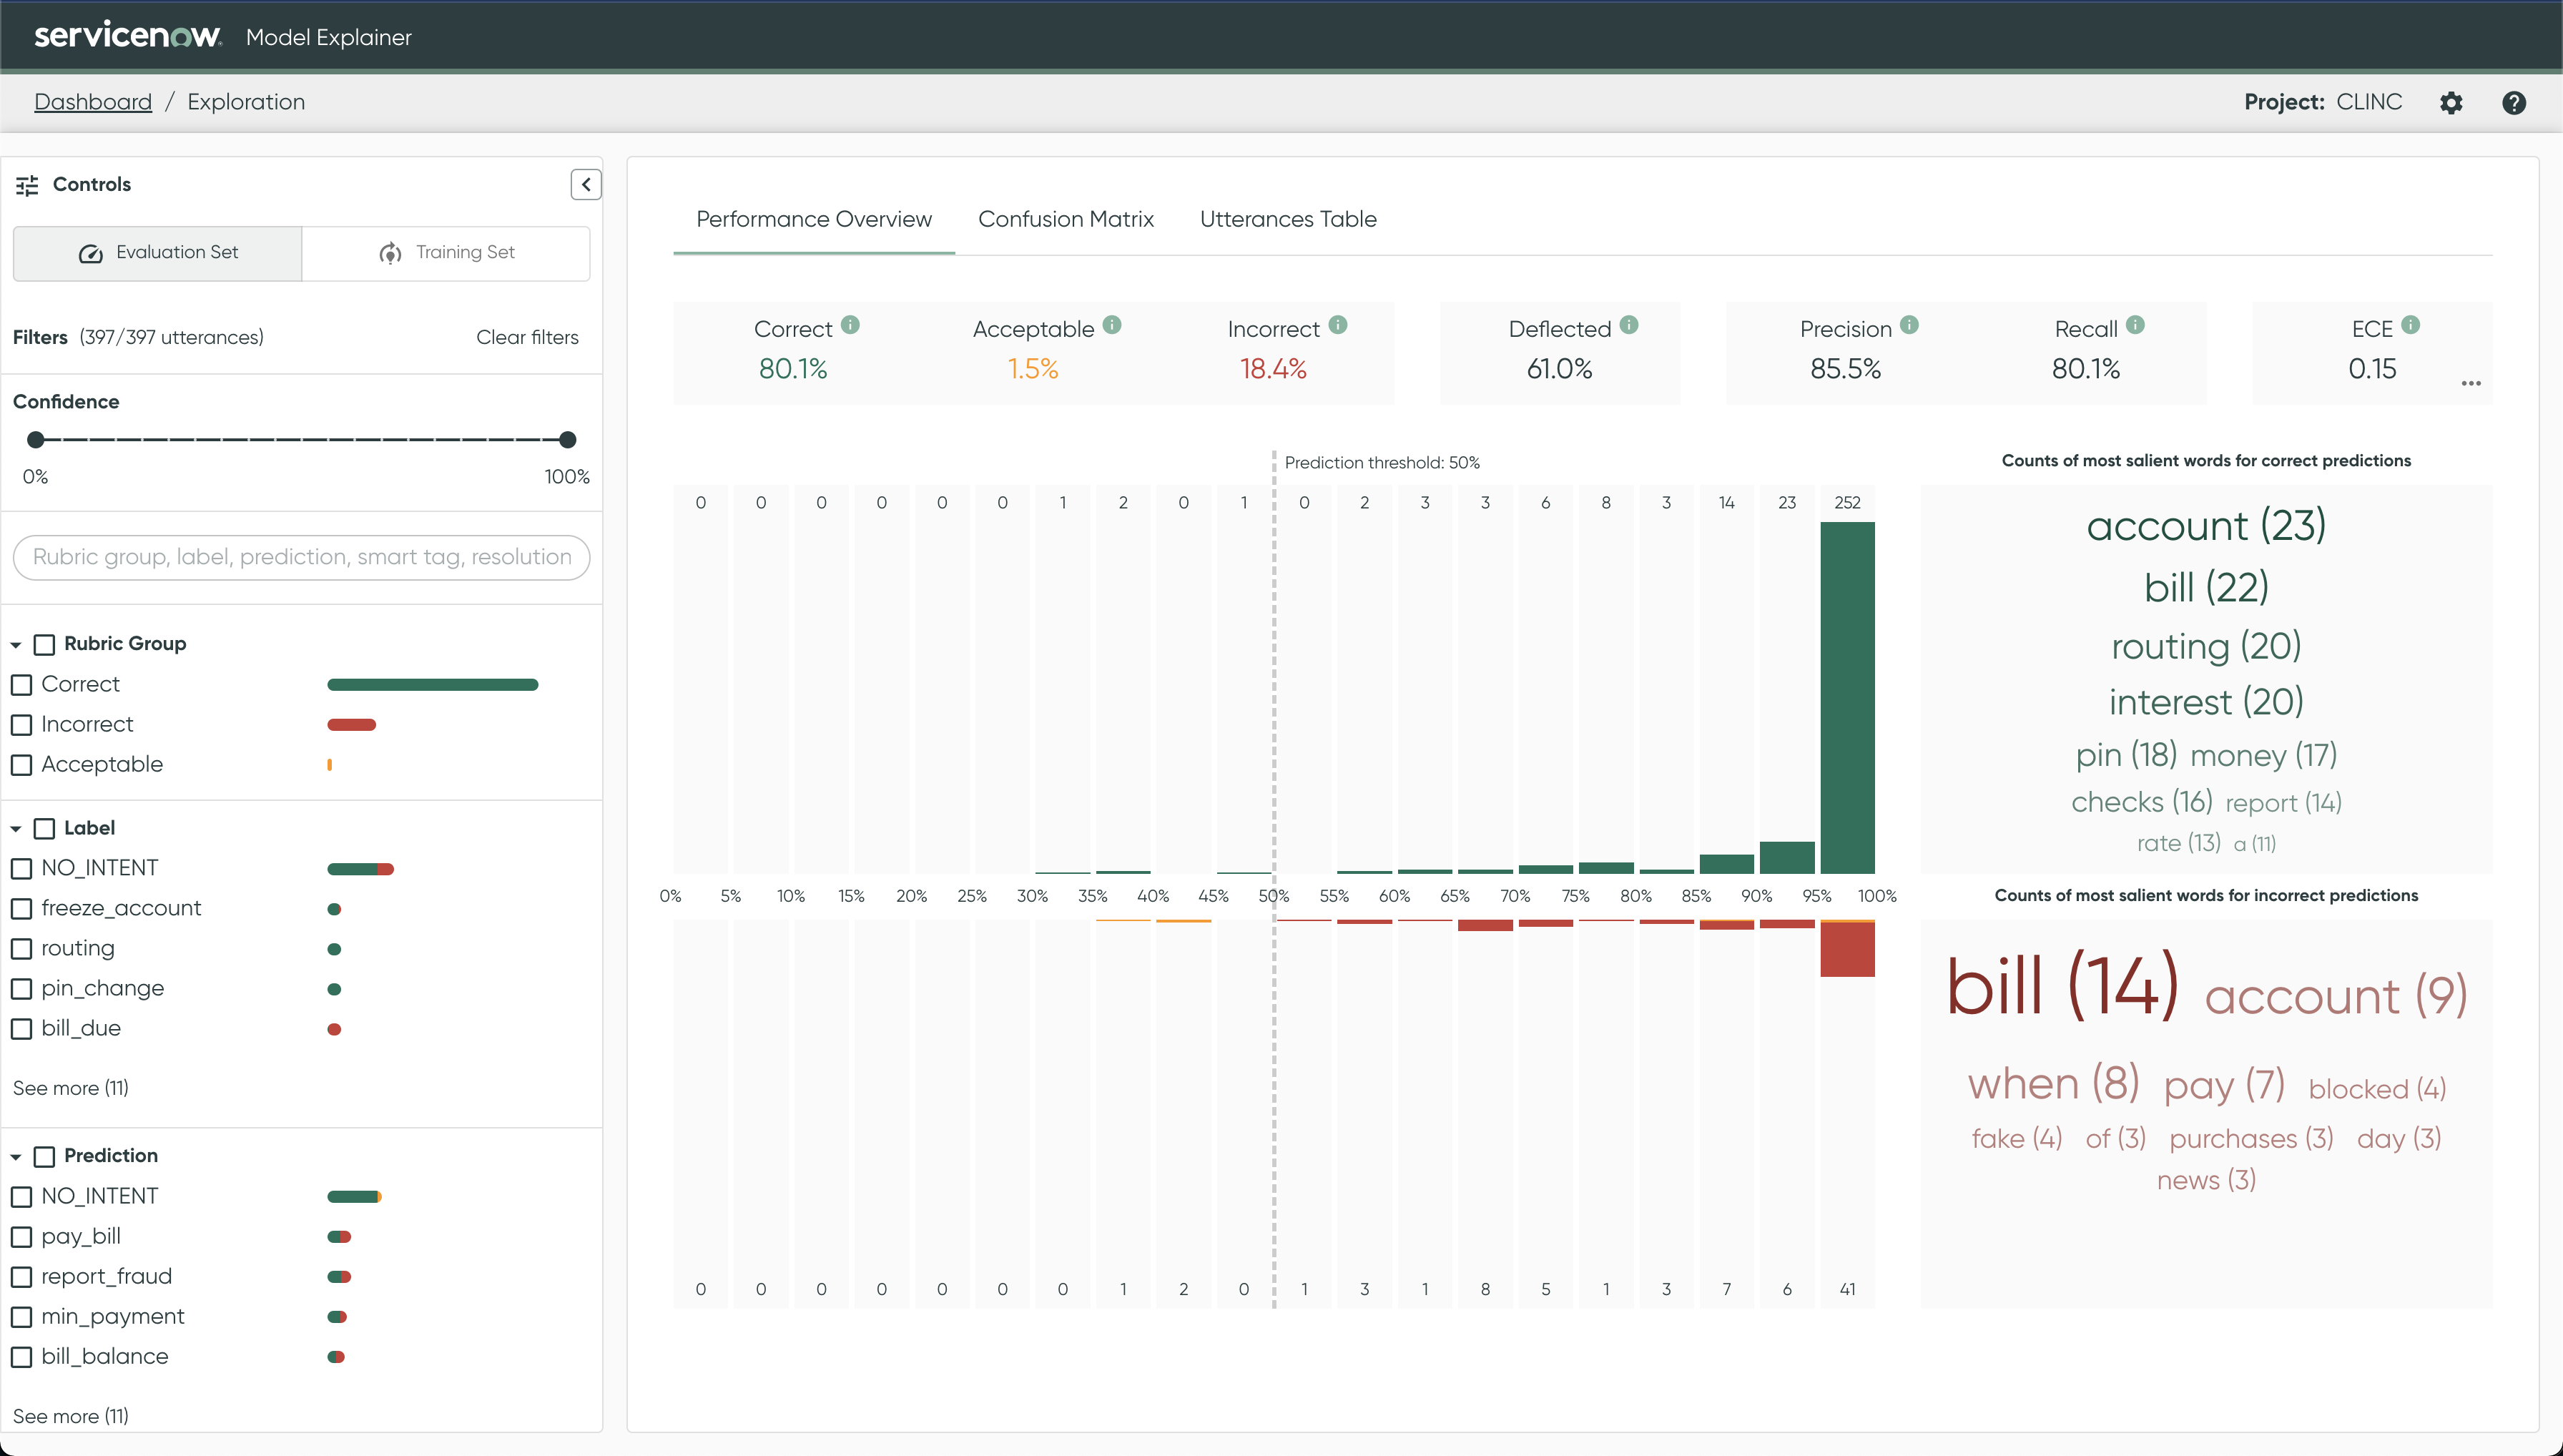 servicenow Model Explainer
Dashboard / Exploration
Project: CLINC
Controls
Evaluation Set
Training Set
Filters (397/397 utterances)
Clear filters
Confidence
0% 100%
Rubric group, label, prediction, smart tag, resolution
Rubric Group
Correct
Incorrect
Acceptable
Label
NO_INTENT
freeze_account
routing
pin_change
bill_due
See more (11)
Prediction
NO_INTENT
pay_bill
report_fraud
min_payment
bill_balance
See more (11)
Performance Overview Confusion Matrix Utterances Table
Correct Acceptable Incorrect Deflected Precision Recall ECE
80.1% 1.5% 18.4% 61.0% 85.5% 80.1% 0.15
...
Prediction threshold: 50%
0 0 0 0 0 0 1 2 0 1 0 2 3 3 6 8 3 14 23 252
0% 5% 10% 15% 20% 25% 30% 35% 40% 45% 50% 55% 60% 65% 70% 75% 80% 85% 90% 95% 100%
0 0 0 0 0 0 0 1 2 0 1 3 1 8 5 1 3 7 6 41
Counts of most salient words for correct predictions
account (23)
bill (22)
routing (20)
interest (20)
pin (18) money (17)
checks (16) report (14)
rate (13) a (11)
Counts of most salient words for incorrect predictions
bill (14) account (9)
when (8) pay (7) blocked (4)
fake (4) of (3) purchases (3) day (3)
news (3)